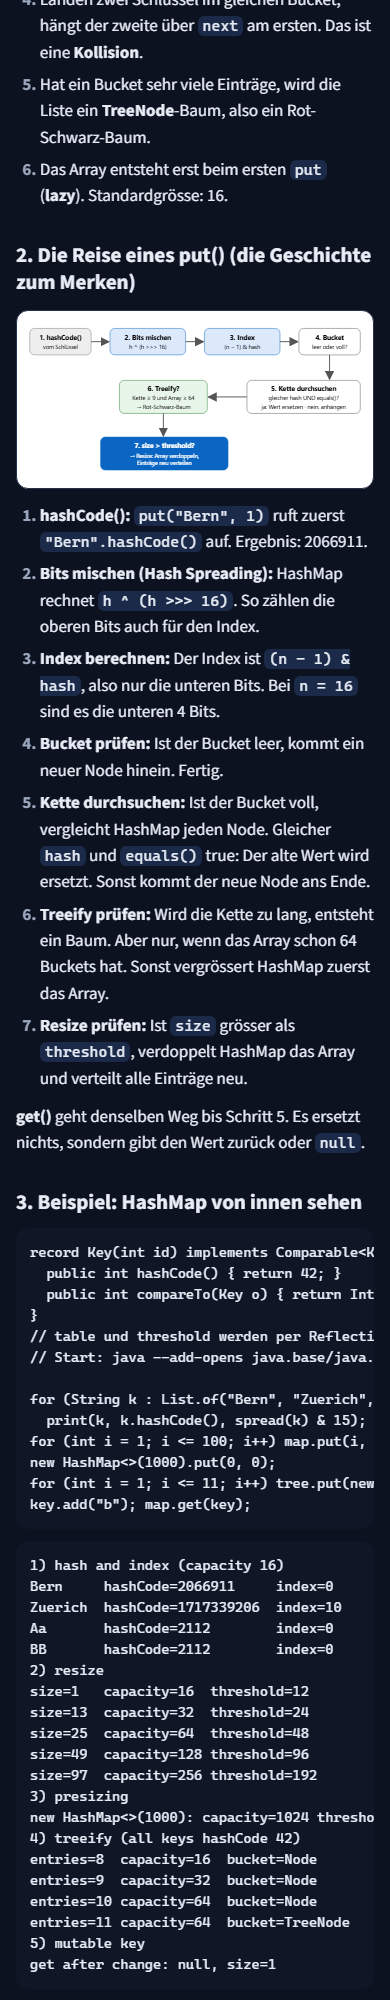 4. Landen zwei Schlüssel im gleichen Bucket,
hängt der zweite über next am ersten. Das ist
eine Kollision.
5. Hat ein Bucket sehr viele Einträge, wird die
Liste ein TreeNode-Baum, also ein Rot-
Schwarz-Baum.
6. Das Array entsteht erst beim ersten put
(lazy). Standardgrösse: 16.
2. Die Reise eines put() (die Geschichte
zum Merken)
1. hashCode()
vom Schlüssel
2. Bits mischen
h ^ (h >>> 16)
3. Index
(n − 1) & hash
4. Bucket
leer oder voll?
6. Treeify?
Kette ≥ 9 und Array ≥ 64
→ Rot-Schwarz-Baum
5. Kette durchsuchen
gleicher hash UND equals()?
ja: Wert ersetzen · nein: anhängen
7. size > threshold?
→ Resize: Array verdoppeln,
Einträge neu verteilen
1. hashCode(): put("Bern", 1) ruft zuerst
"Bern".hashCode() auf. Ergebnis: 2066911.
2. Bits mischen (Hash Spreading): HashMap
rechnet h ^ (h >>> 16). So zählen die
oberen Bits auch für den Index.
3. Index berechnen: Der Index ist (n − 1) &
hash, also nur die unteren Bits. Bei n = 16
sind es die unteren 4 Bits.
4. Bucket prüfen: Ist der Bucket leer, kommt ein
neuer Node hinein. Fertig.
5. Kette durchsuchen: Ist der Bucket voll,
vergleicht HashMap jeden Node. Gleicher
hash und equals() true: Der alte Wert wird
ersetzt. Sonst kommt der neue Node ans Ende.
6. Treeify prüfen: Wird die Kette zu lang, entsteht
ein Baum. Aber nur, wenn das Array schon 64
Buckets hat. Sonst vergrössert HashMap zuerst
das Array.
7. Resize prüfen: Ist size grösser als
threshold, verdoppelt HashMap das Array
und verteilt alle Einträge neu.
get() geht denselben Weg bis Schritt 5. Es ersetzt
nichts, sondern gibt den Wert zurück oder null.
3. Beispiel: HashMap von innen sehen
record Key(int id) implements Comparable<K
public int hashCode() { return 42; }
public int compareTo(Key o) { return Int
}
// table und threshold werden per Reflecti
// Start: java --add-opens java.base/java.
for (String k : List.of("Bern", "Zuerich",
print(k, k.hashCode(), spread(k) & 15);
for (int i = 1; i <= 100; i++) map.put(i,
new HashMap<>(1000).put(0, 0);
for (int i = 1; i <= 11; i++) tree.put(new
key.add("b"); map.get(key);
1) hash and index (capacity 16)
Bern hashCode=2066911 index=0
Zuerich hashCode=1717339206 index=10
Aa hashCode=2112 index=0
BB hashCode=2112 index=0
2) resize
size=1 capacity=16 threshold=12
size=13 capacity=32 threshold=24
size=25 capacity=64 threshold=48
size=49 capacity=128 threshold=96
size=97 capacity=256 threshold=192
3) presizing
new HashMap<>(1000): capacity=1024 thresho
4) treeify (all keys hashCode 42)
entries=8 capacity=16 bucket=Node
entries=9 capacity=32 bucket=Node
entries=10 capacity=64 bucket=Node
entries=11 capacity=64 bucket=TreeNode
5) mutable key
get after change: null, size=1